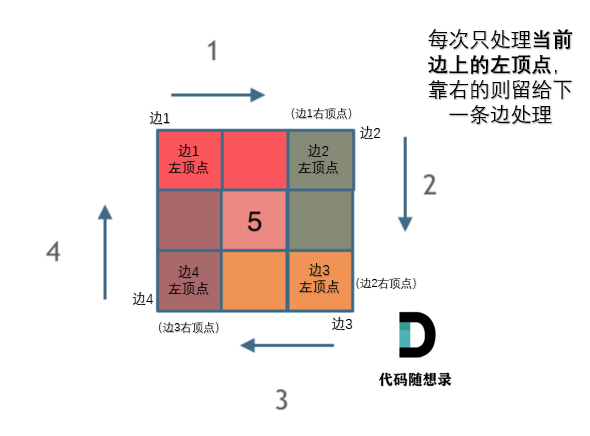 每次只处理当前
边上的左顶点，
靠右的则留给下
一条边处理
1
边1
(边1右顶点)
边2
边1
左顶点
边2
左顶点
2
5
4
边4
左顶点
边3
左顶点
(边2右顶点)
边4
(边3右顶点)
边3
3
代码随想录